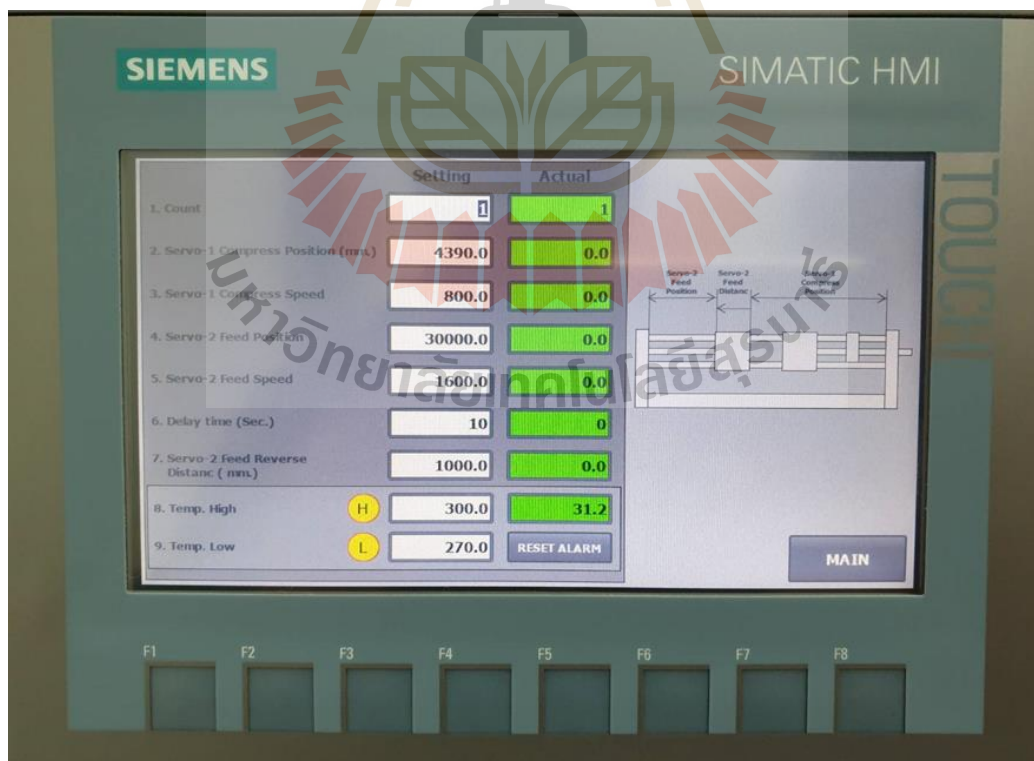 SIEMENS
SIMATIC HMI
TOUCH
Setting Actual
1. Count 1 1
2. Servo-1 Compress Position (mm.) 4390.0 0.0
3. Servo-1 Compress Speed 800.0 0.0
4. Servo-2 Feed Position 30000.0 0.0
5. Servo-2 Feed Speed 1600.0 0.0
6. Delay time (Sec.) 10 0
7. Servo-2 Feed Reverse
Distanc ( mm.) 1000.0 0.0
8. Temp. High H 300.0 31.2
9. Temp. Low L 270.0 RESET ALARM
Servo-2 Servo-2 Servo-1
Feed Feed Compress
Position Distanc Position
MAIN
F1 F2 F3 F4 F5 F6 F7 F8
มหาวิทยาลัยเทคโนโลยีสุรนารี